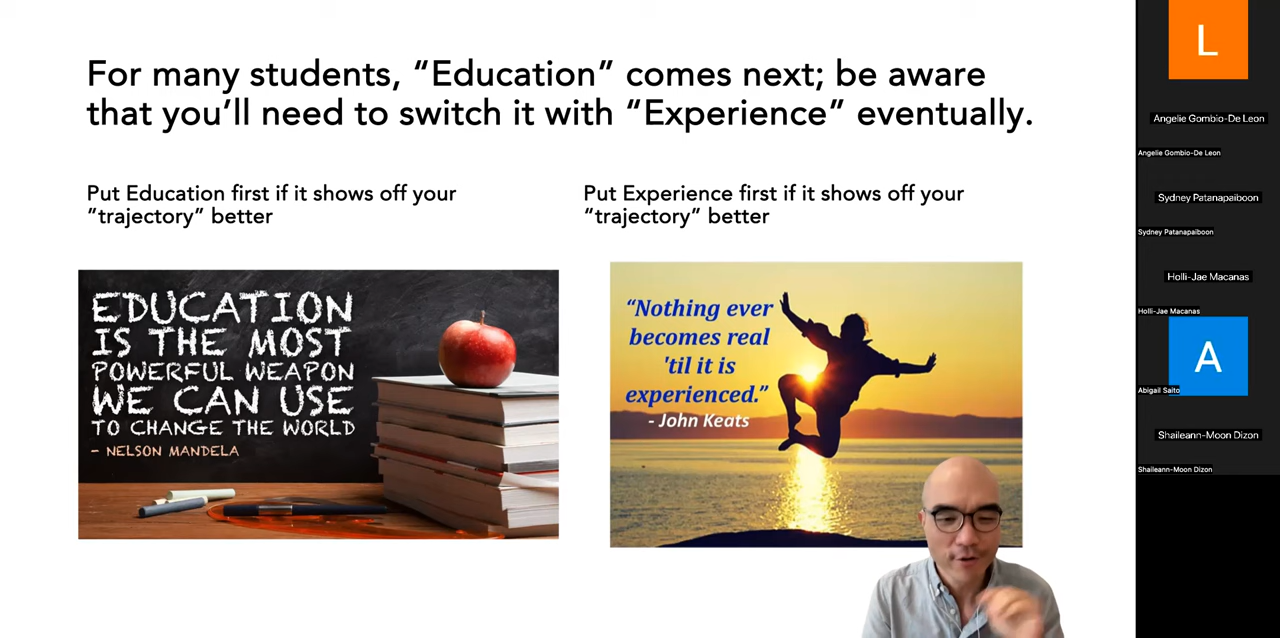 For many students, “Education” comes next; be aware
that you’ll need to switch it with “Experience” eventually.
Put Education first if it shows off your
“trajectory” better
Put Experience first if it shows off your
“trajectory” better
EDUCATION
IS THE MOST
POWERFUL WEAPON
WE CAN USE
TO CHANGE THE WORLD
– NELSON MANDELA
“Nothing ever
becomes real
'til it is
experienced.”
- John Keats
L
Angelie Gombio-De Leon
Angelie Gombio-De Leon
Sydney Patanapaiboon
Sydney Patanapaiboon
Holli-Jae Macanas
Holli-Jae Macanas
A
Abigail Saito
Shaileann-Moon Dizon
Shaileann-Moon Dizon